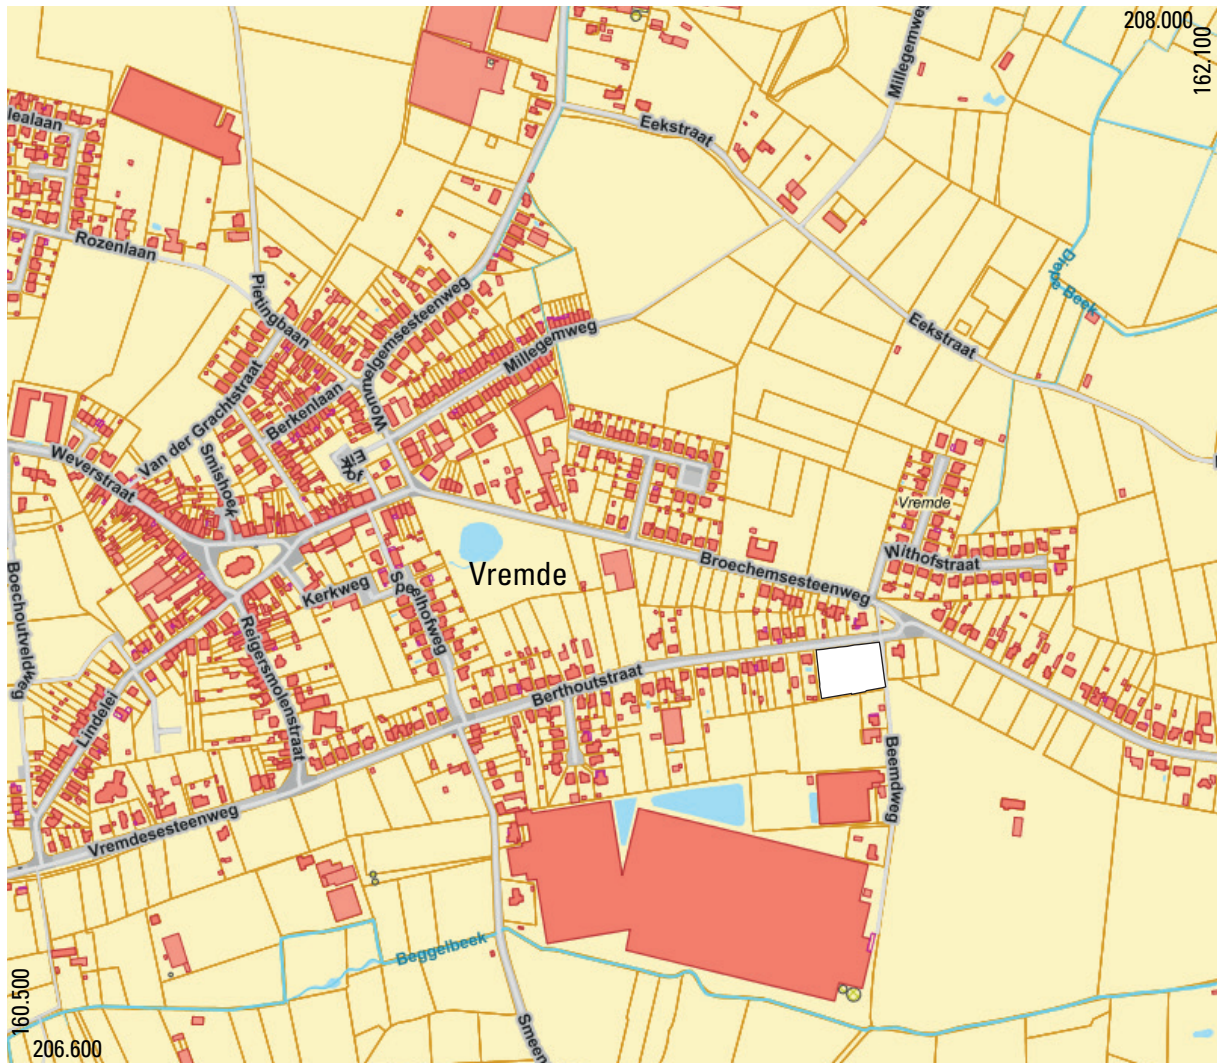 208.000
162.100
Millegemweg
Eekstraat
lealaan
Rozenlaan
Pietingbaan
Wommelgemsesteenweg
Diepe Beek
Eekstraat
Millegemweg
Van der Grachtstraat
Berkenlaan
Weverstraat
Smishoek
Vremde
Withofstraat
Broechemsesteenweg
Vremde
Kerkweg
Speelhofweg
Boechoutveldweg
Reigersmolenstraat
Berthoutstraat
Lindelei
Beemdweg
Vremdesesteenweg
Beggelbeek
Smeen
160.500
206.600